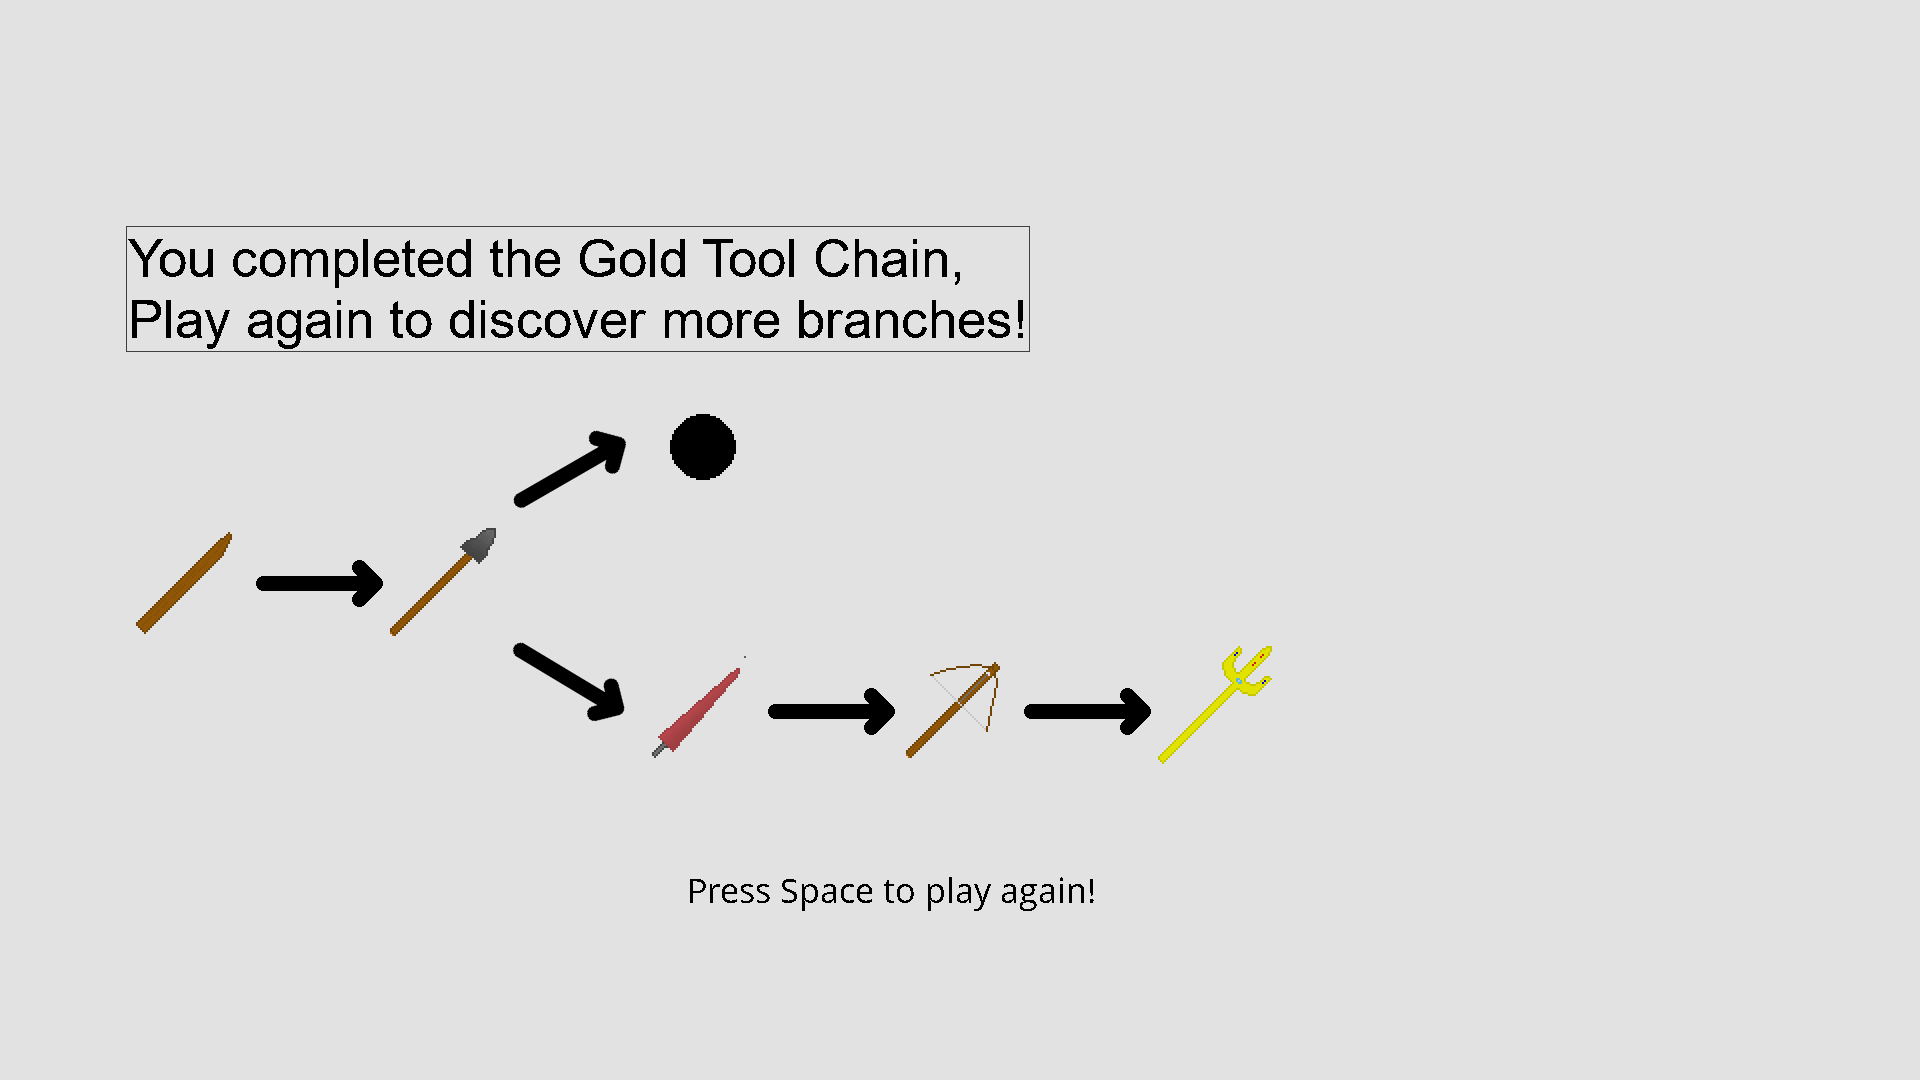 You completed the Gold Tool Chain,
Play again to discover more branches!
Press Space to play again!